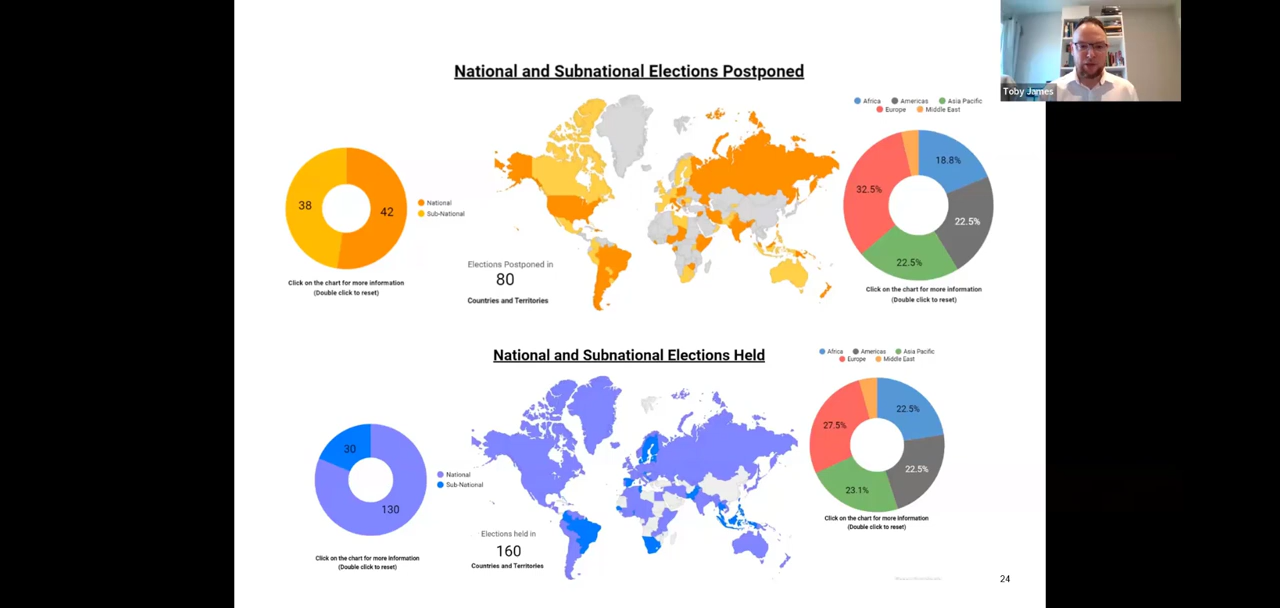 Toby James
National and Subnational Elections Postponed
Africa Americas Asia Pacific
Europe Middle East
38
42
National
Sub-National
Click on the chart for more information
(Double click to reset)
Elections Postponed in
80
Countries and Territories
18.8%
32.5%
22.5%
22.5%
Click on the chart for more information
(Double click to reset)
National and Subnational Elections Held
Africa Americas Asia Pacific
Europe Middle East
30
130
National
Sub-National
Click on the chart for more information
(Double click to reset)
Elections held in
160
Countries and Territories
22.5%
27.5%
22.5%
23.1%
Click on the chart for more information
(Double click to reset)
24